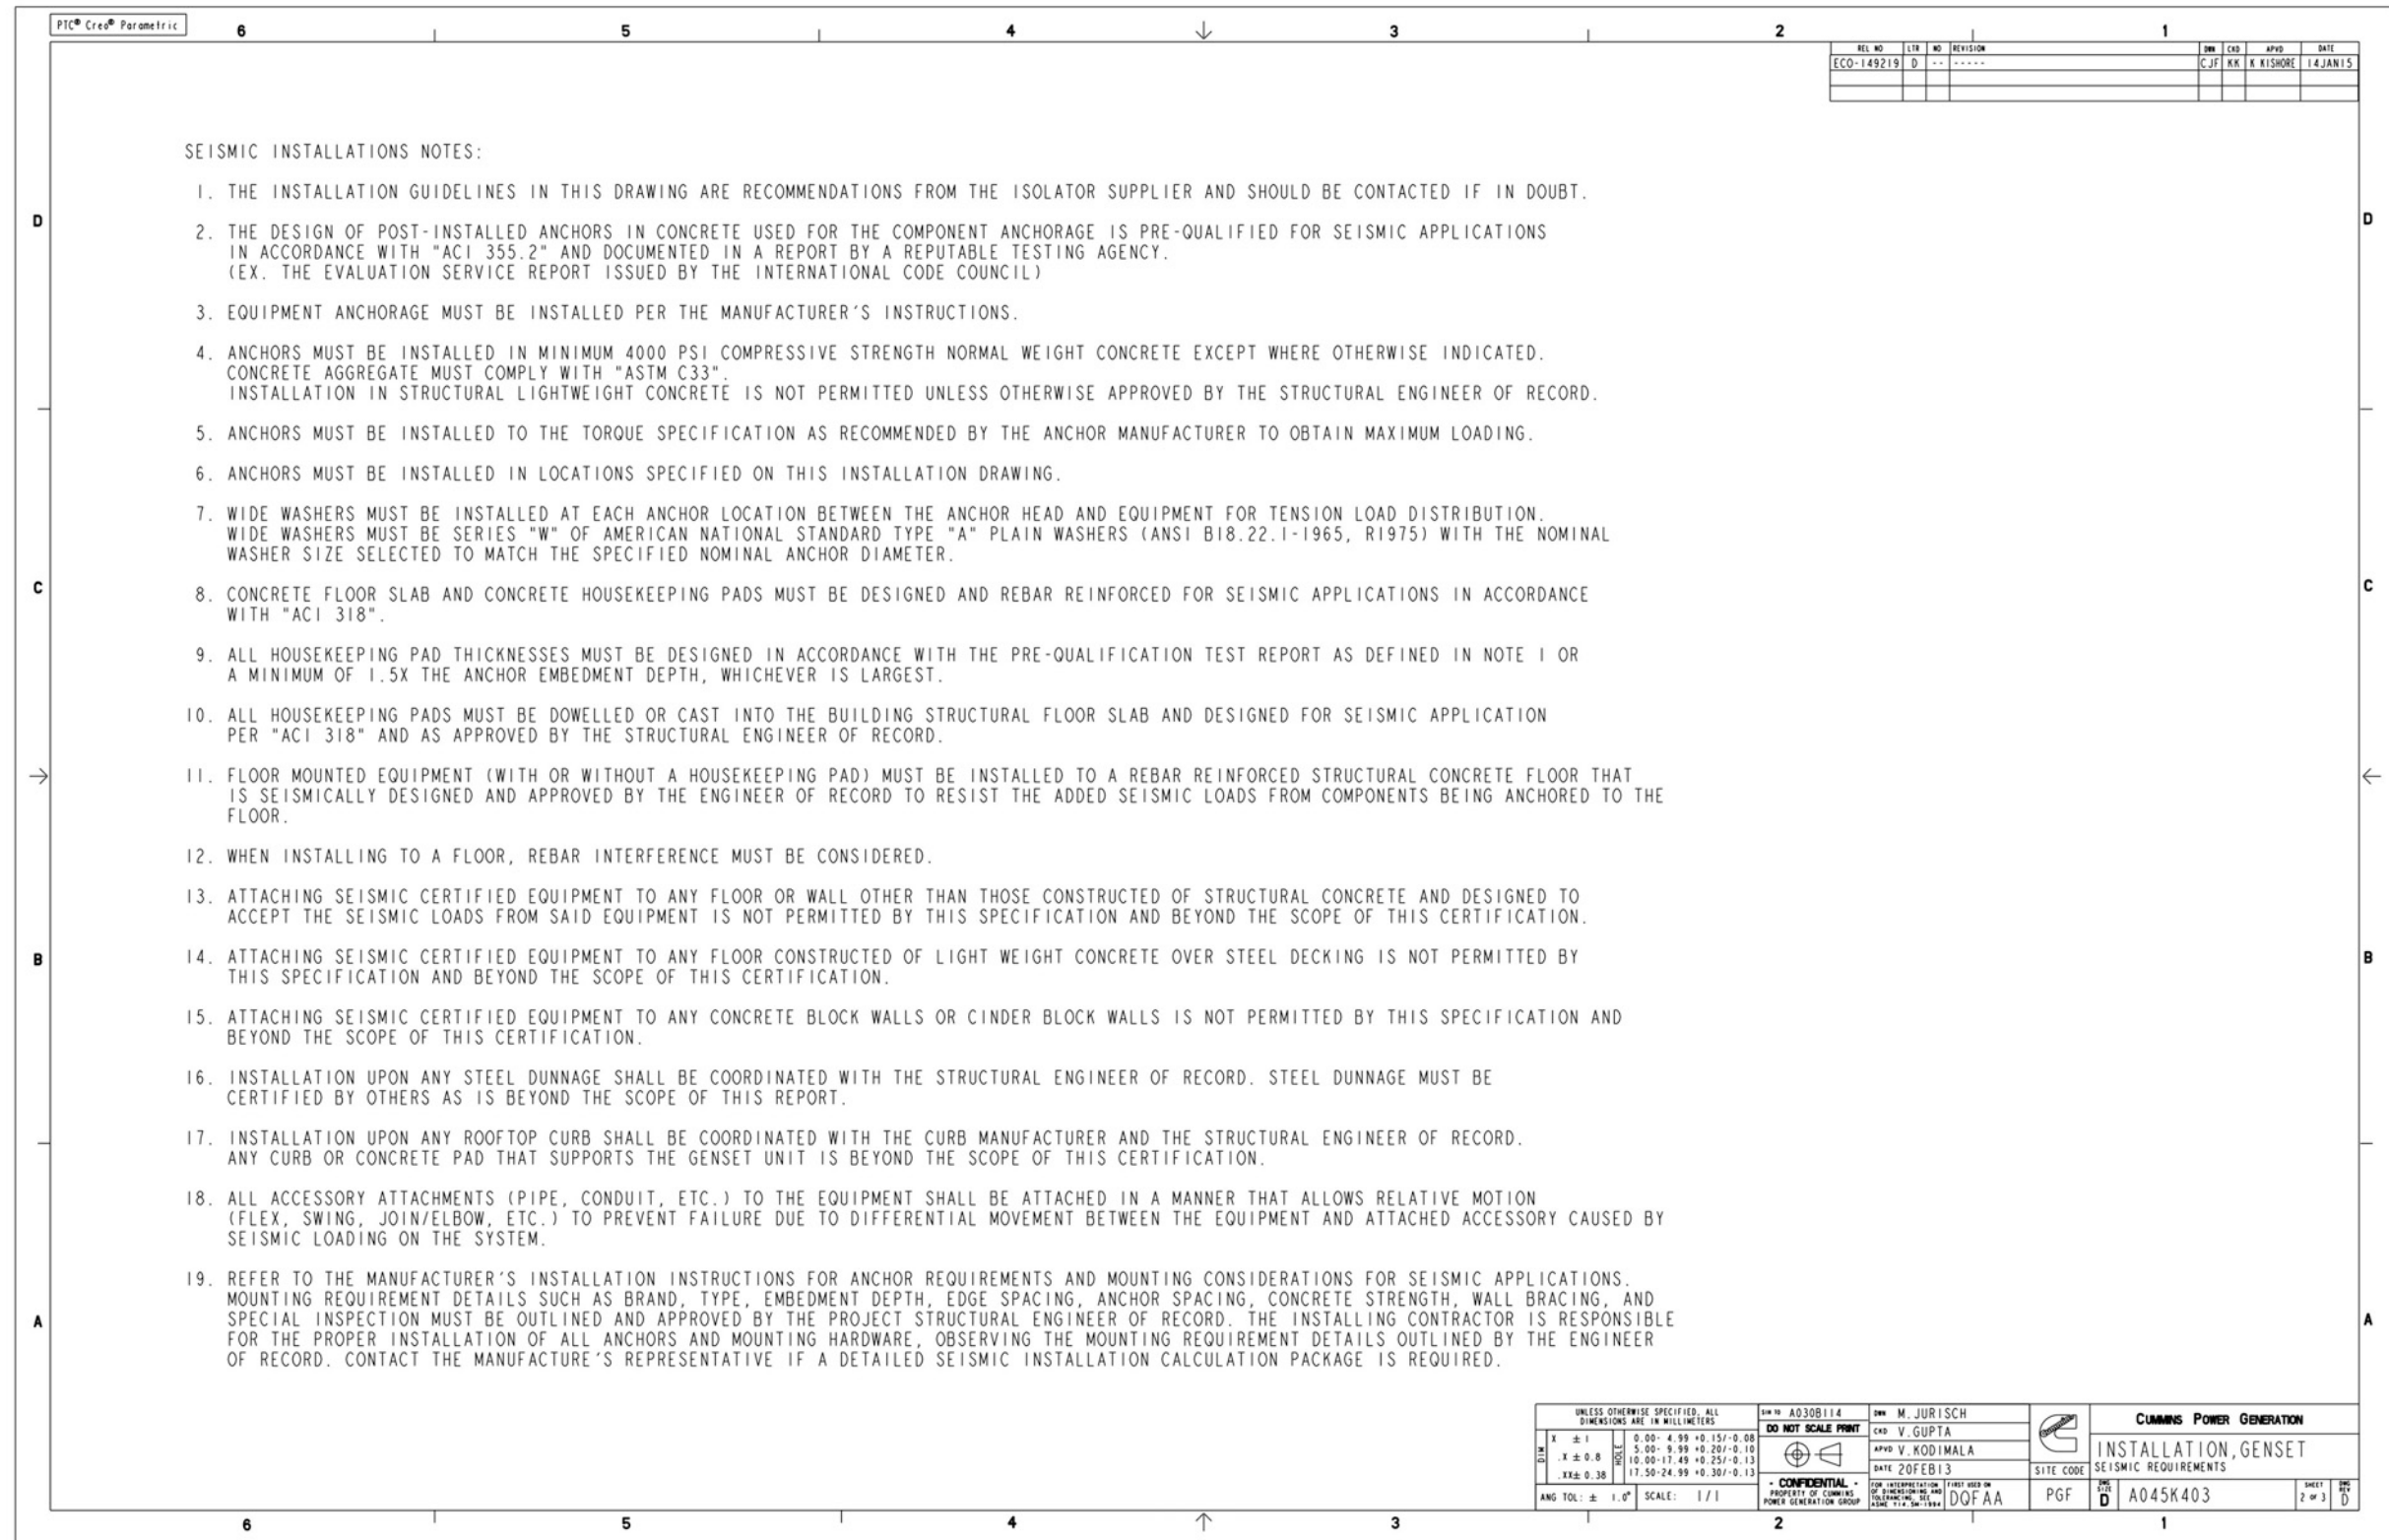 PTC® Creo® Parametric
6 5 4 3 2 1
REL NO LTR NO REVISION DWN CKD APVD DATE
ECO-149219 D -- ----- CJF KK K KISHORE 14JAN15
SEISMIC INSTALLATIONS NOTES:
1. THE INSTALLATION GUIDELINES IN THIS DRAWING ARE RECOMMENDATIONS FROM THE ISOLATOR SUPPLIER AND SHOULD BE CONTACTED IF IN DOUBT.
D D
2. THE DESIGN OF POST-INSTALLED ANCHORS IN CONCRETE USED FOR THE COMPONENT ANCHORAGE IS PRE-QUALIFIED FOR SEISMIC APPLICATIONS
IN ACCORDANCE WITH "ACI 355.2" AND DOCUMENTED IN A REPORT BY A REPUTABLE TESTING AGENCY.
(EX. THE EVALUATION SERVICE REPORT ISSUED BY THE INTERNATIONAL CODE COUNCIL)
3. EQUIPMENT ANCHORAGE MUST BE INSTALLED PER THE MANUFACTURER'S INSTRUCTIONS.
4. ANCHORS MUST BE INSTALLED IN MINIMUM 4000 PSI COMPRESSIVE STRENGTH NORMAL WEIGHT CONCRETE EXCEPT WHERE OTHERWISE INDICATED.
CONCRETE AGGREGATE MUST COMPLY WITH "ASTM C33".
INSTALLATION IN STRUCTURAL LIGHTWEIGHT CONCRETE IS NOT PERMITTED UNLESS OTHERWISE APPROVED BY THE STRUCTURAL ENGINEER OF RECORD.
5. ANCHORS MUST BE INSTALLED TO THE TORQUE SPECIFICATION AS RECOMMENDED BY THE ANCHOR MANUFACTURER TO OBTAIN MAXIMUM LOADING.
6. ANCHORS MUST BE INSTALLED IN LOCATIONS SPECIFIED ON THIS INSTALLATION DRAWING.
7. WIDE WASHERS MUST BE INSTALLED AT EACH ANCHOR LOCATION BETWEEN THE ANCHOR HEAD AND EQUIPMENT FOR TENSION LOAD DISTRIBUTION.
WIDE WASHERS MUST BE SERIES "W" OF AMERICAN NATIONAL STANDARD TYPE "A" PLAIN WASHERS (ANSI B18.22.1-1965, R1975) WITH THE NOMINAL
WASHER SIZE SELECTED TO MATCH THE SPECIFIED NOMINAL ANCHOR DIAMETER.
C C
8. CONCRETE FLOOR SLAB AND CONCRETE HOUSEKEEPING PADS MUST BE DESIGNED AND REBAR REINFORCED FOR SEISMIC APPLICATIONS IN ACCORDANCE
WITH "ACI 318".
9. ALL HOUSEKEEPING PAD THICKNESSES MUST BE DESIGNED IN ACCORDANCE WITH THE PRE-QUALIFICATION TEST REPORT AS DEFINED IN NOTE 1 OR
A MINIMUM OF 1.5X THE ANCHOR EMBEDMENT DEPTH, WHICHEVER IS LARGEST.
10. ALL HOUSEKEEPING PADS MUST BE DOWELLED OR CAST INTO THE BUILDING STRUCTURAL FLOOR SLAB AND DESIGNED FOR SEISMIC APPLICATION
PER "ACI 318" AND AS APPROVED BY THE STRUCTURAL ENGINEER OF RECORD.
11. FLOOR MOUNTED EQUIPMENT (WITH OR WITHOUT A HOUSEKEEPING PAD) MUST BE INSTALLED TO A REBAR REINFORCED STRUCTURAL CONCRETE FLOOR THAT
IS SEISMICALLY DESIGNED AND APPROVED BY THE ENGINEER OF RECORD TO RESIST THE ADDED SEISMIC LOADS FROM COMPONENTS BEING ANCHORED TO THE
FLOOR.
12. WHEN INSTALLING TO A FLOOR, REBAR INTERFERENCE MUST BE CONSIDERED.
13. ATTACHING SEISMIC CERTIFIED EQUIPMENT TO ANY FLOOR OR WALL OTHER THAN THOSE CONSTRUCTED OF STRUCTURAL CONCRETE AND DESIGNED TO
ACCEPT THE SEISMIC LOADS FROM SAID EQUIPMENT IS NOT PERMITTED BY THIS SPECIFICATION AND BEYOND THE SCOPE OF THIS CERTIFICATION.
B B
14. ATTACHING SEISMIC CERTIFIED EQUIPMENT TO ANY FLOOR CONSTRUCTED OF LIGHT WEIGHT CONCRETE OVER STEEL DECKING IS NOT PERMITTED BY
THIS SPECIFICATION AND BEYOND THE SCOPE OF THIS CERTIFICATION.
15. ATTACHING SEISMIC CERTIFIED EQUIPMENT TO ANY CONCRETE BLOCK WALLS OR CINDER BLOCK WALLS IS NOT PERMITTED BY THIS SPECIFICATION AND
BEYOND THE SCOPE OF THIS CERTIFICATION.
16. INSTALLATION UPON ANY STEEL DUNNAGE SHALL BE COORDINATED WITH THE STRUCTURAL ENGINEER OF RECORD. STEEL DUNNAGE MUST BE
CERTIFIED BY OTHERS AS IS BEYOND THE SCOPE OF THIS REPORT.
17. INSTALLATION UPON ANY ROOFTOP CURB SHALL BE COORDINATED WITH THE CURB MANUFACTURER AND THE STRUCTURAL ENGINEER OF RECORD.
ANY CURB OR CONCRETE PAD THAT SUPPORTS THE GENSET UNIT IS BEYOND THE SCOPE OF THIS CERTIFICATION.
18. ALL ACCESSORY ATTACHMENTS (PIPE, CONDUIT, ETC.) TO THE EQUIPMENT SHALL BE ATTACHED IN A MANNER THAT ALLOWS RELATIVE MOTION
(FLEX, SWING, JOIN/ELBOW, ETC.) TO PREVENT FAILURE DUE TO DIFFERENTIAL MOVEMENT BETWEEN THE EQUIPMENT AND ATTACHED ACCESSORY CAUSED BY
SEISMIC LOADING ON THE SYSTEM.
19. REFER TO THE MANUFACTURER'S INSTALLATION INSTRUCTIONS FOR ANCHOR REQUIREMENTS AND MOUNTING CONSIDERATIONS FOR SEISMIC APPLICATIONS.
MOUNTING REQUIREMENT DETAILS SUCH AS BRAND, TYPE, EMBEDMENT DEPTH, EDGE SPACING, ANCHOR SPACING, CONCRETE STRENGTH, WALL BRACING, AND
SPECIAL INSPECTION MUST BE OUTLINED AND APPROVED BY THE PROJECT STRUCTURAL ENGINEER OF RECORD. THE INSTALLING CONTRACTOR IS RESPONSIBLE
A A
FOR THE PROPER INSTALLATION OF ALL ANCHORS AND MOUNTING HARDWARE, OBSERVING THE MOUNTING REQUIREMENT DETAILS OUTLINED BY THE ENGINEER
OF RECORD. CONTACT THE MANUFACTURE'S REPRESENTATIVE IF A DETAILED SEISMIC INSTALLATION CALCULATION PACKAGE IS REQUIRED.
UNLESS OTHERWISE SPECIFIED, ALL
DIMENSIONS ARE IN MILLIMETERS
DIM
X ± 1
.X ± 0.8
.XX± 0.38
HOLE
0.00- 4.99 +0.15/-0.08
5.00- 9.99 +0.20/-0.10
10.00-17.49 +0.25/-0.13
17.50-24.99 +0.30/-0.13
ANG TOL: ± 1.0° SCALE: 1/1
SIM TO A030B114
DO NOT SCALE PRINT
- CONFIDENTIAL -
PROPERTY OF CUMMINS
POWER GENERATION GROUP
DWN M.JURISCH
CKD V.GUPTA
APVD V.KODIMALA
DATE 20FEB13
FOR INTERPRETATION
OF DIMENSIONING AND
TOLERANCING, SEE
ASME Y14.5M-1994
FIRST USED ON
DQFAA
SITE CODE
PGF
CUMMINS POWER GENERATION
INSTALLATION,GENSET
SEISMIC REQUIREMENTS
DWG SIZE D
A045K403
SHEET 2 OF 3
DWG REV D
6 5 4 3 2 1